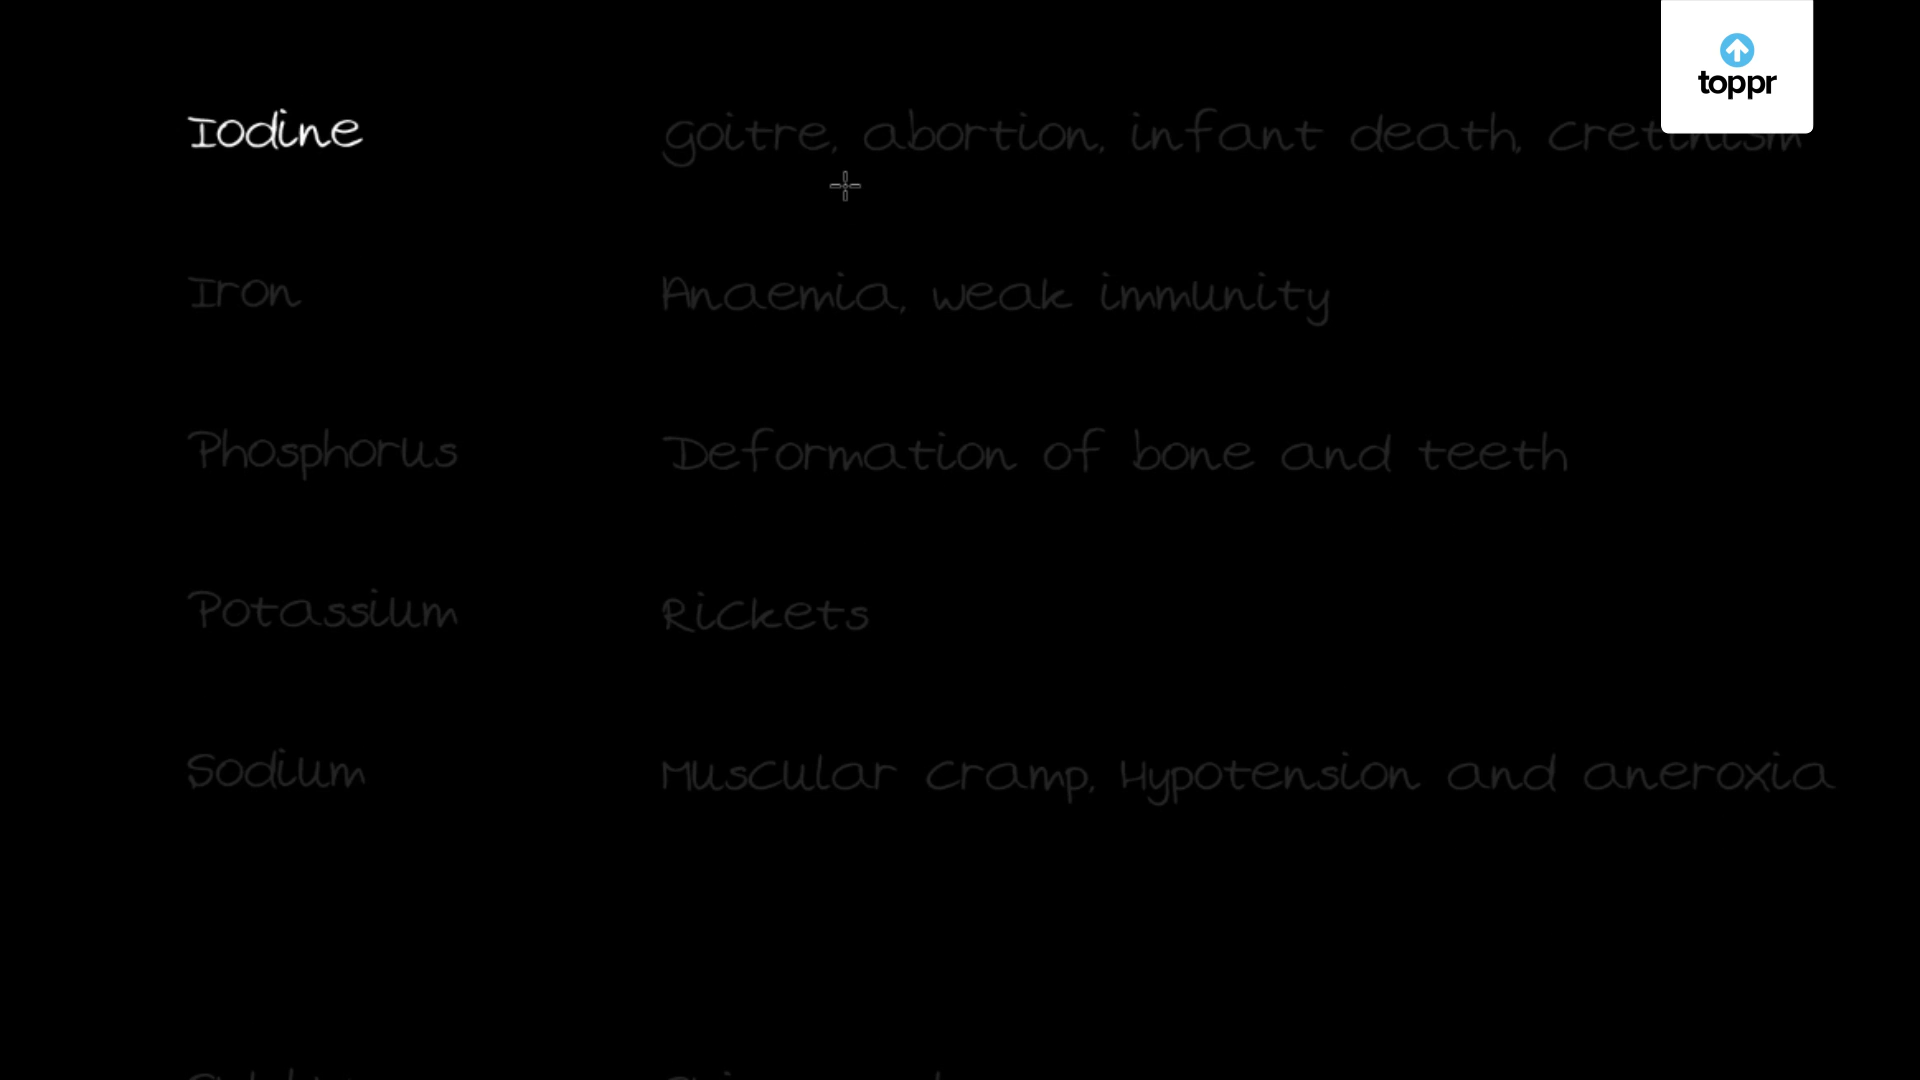 toppr
Iodine goitre, abortion, infant death, cretinism
Iron Anaemia, weak immunity
Phosphorus Deformation of bone and teeth
Potassium Rickets
Sodium Muscular cramp, Hypotension and aneroxia